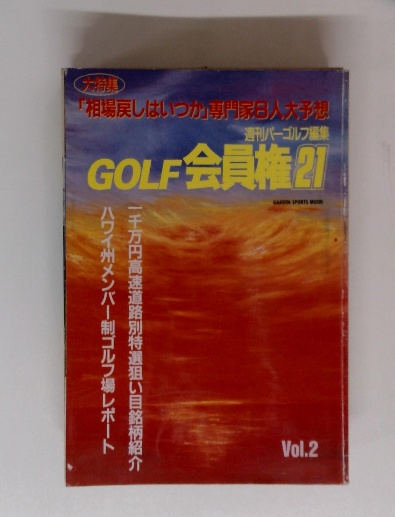 大特集
「相場戻しはいつか」専門家8人大予想
週刊パーゴルフ編集
GOLF会員権21
GAKKEN SPORTS MOOK
一千万円高速道路別特選狙い目銘柄紹介
ハワイ州メンバー制ゴルフ場レポート
Vol.2